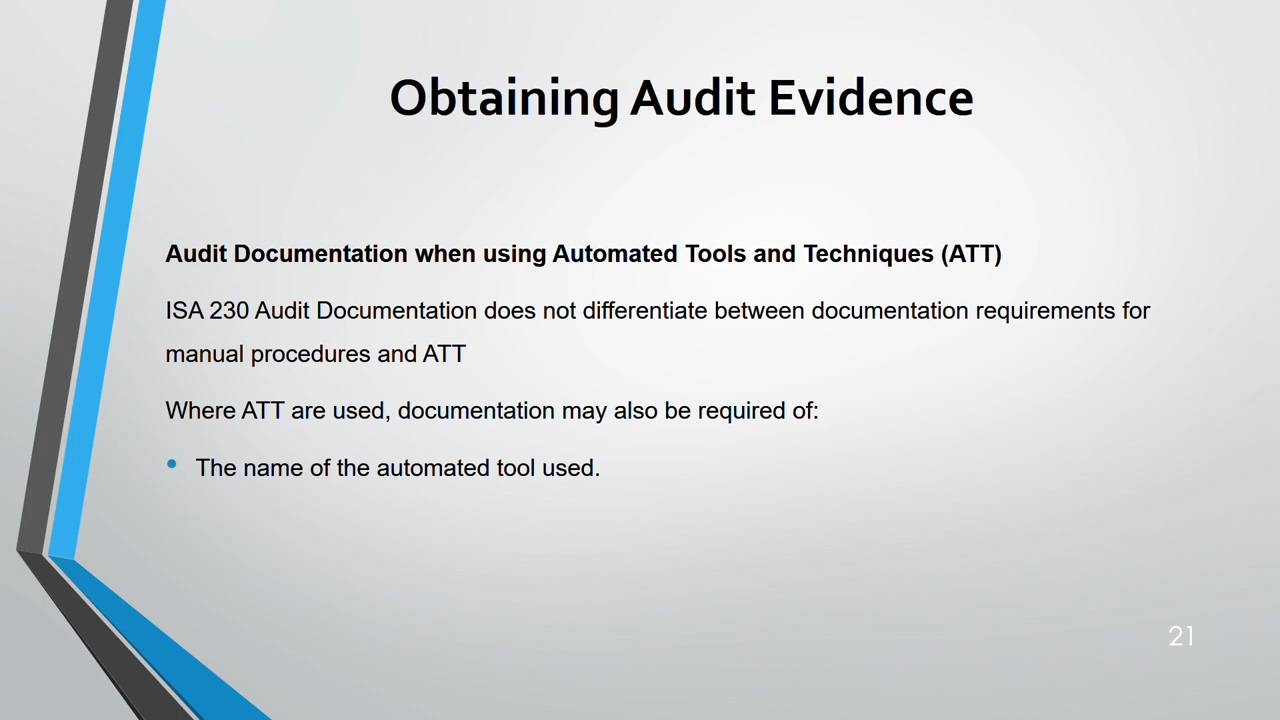 Obtaining Audit Evidence
Audit Documentation when using Automated Tools and Techniques (ATT)
ISA 230 Audit Documentation does not differentiate between documentation requirements for
manual procedures and ATT
Where ATT are used, documentation may also be required of:
• The name of the automated tool used.
21